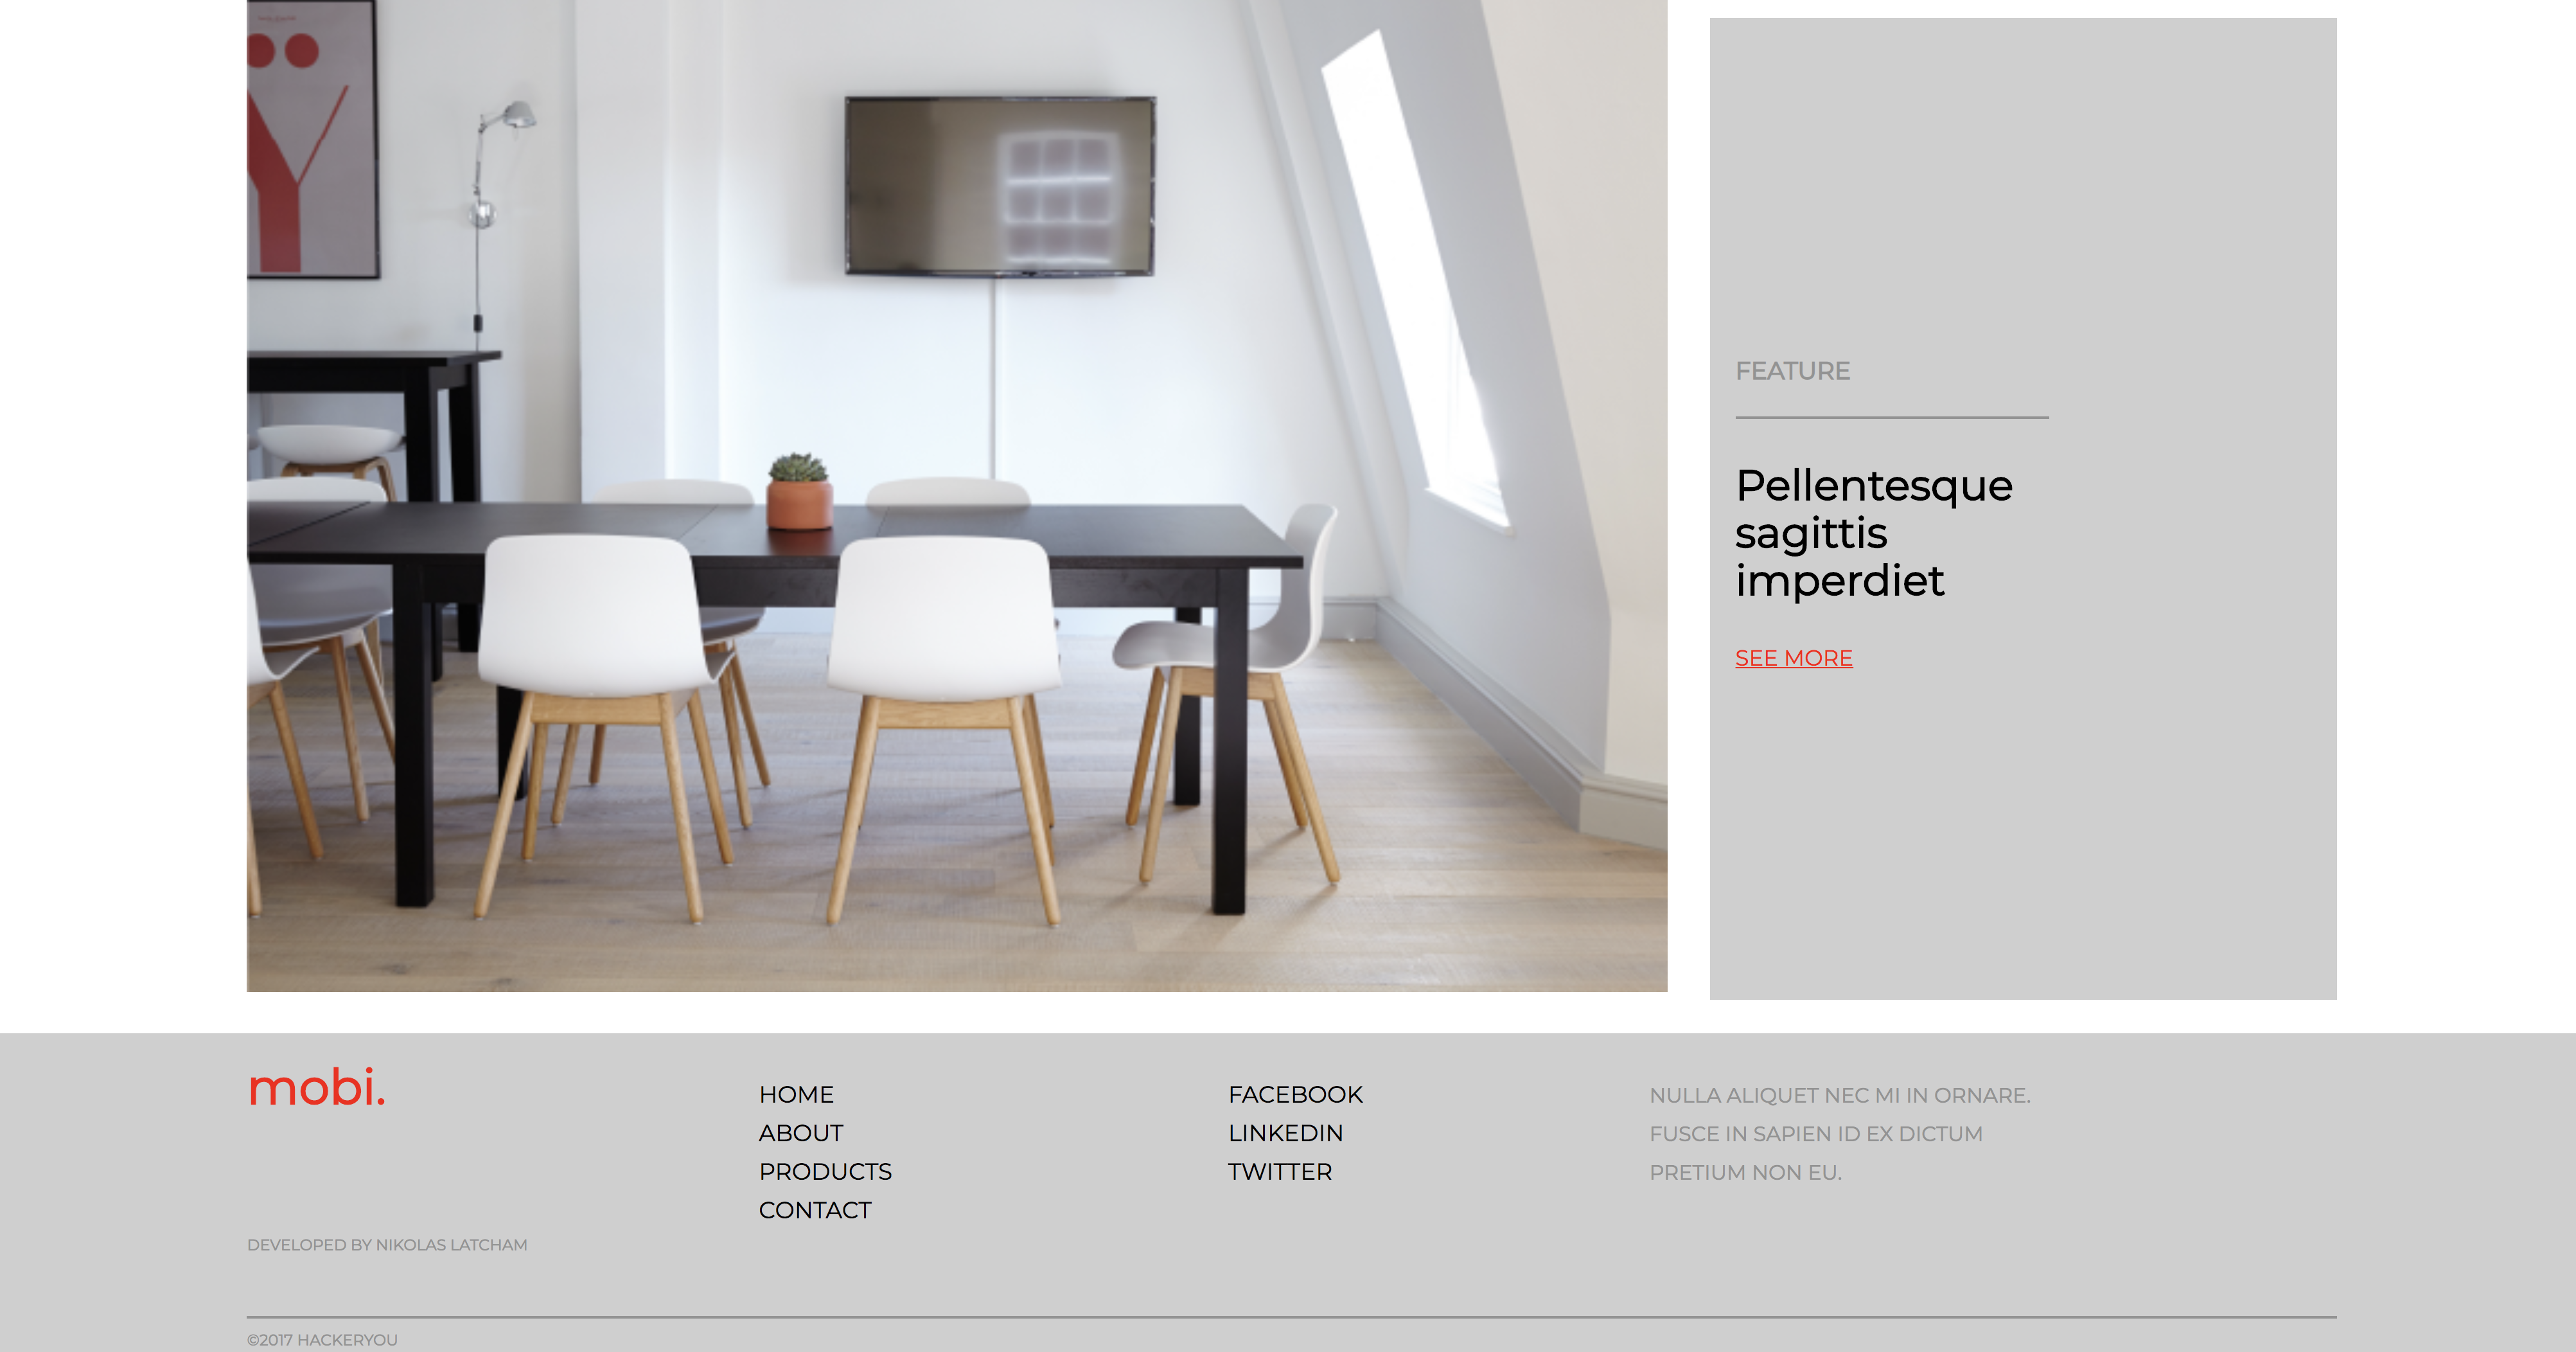 FEATURE
Pellentesque
sagittis
imperdiet
SEE MORE
mobi.
DEVELOPED BY NIKOLAS LATCHAM
HOME
ABOUT
PRODUCTS
CONTACT
FACEBOOK
LINKEDIN
TWITTER
NULLA ALIQUET NEC MI IN ORNARE.
FUSCE IN SAPIEN ID EX DICTUM
PRETIUM NON EU.
©2017 HACKERYOU